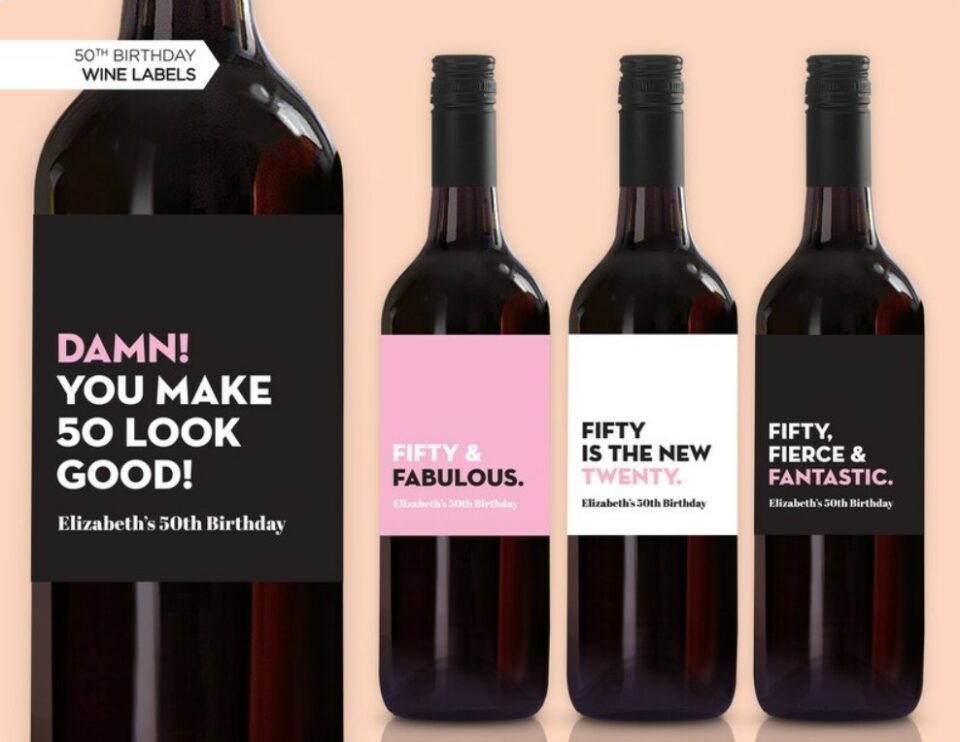 50TH BIRTHDAY
WINE LABELS
DAMN!
YOU MAKE
50 LOOK
GOOD!
Elizabeth's 50th Birthday
FIFTY &
FABULOUS.
Elizabeth's 50th Birthday
FIFTY
IS THE NEW
TWENTY.
Elizabeth's 50th Birthday
FIFTY,
FIERCE &
FANTASTIC.
Elizabeth's 50th Birthday